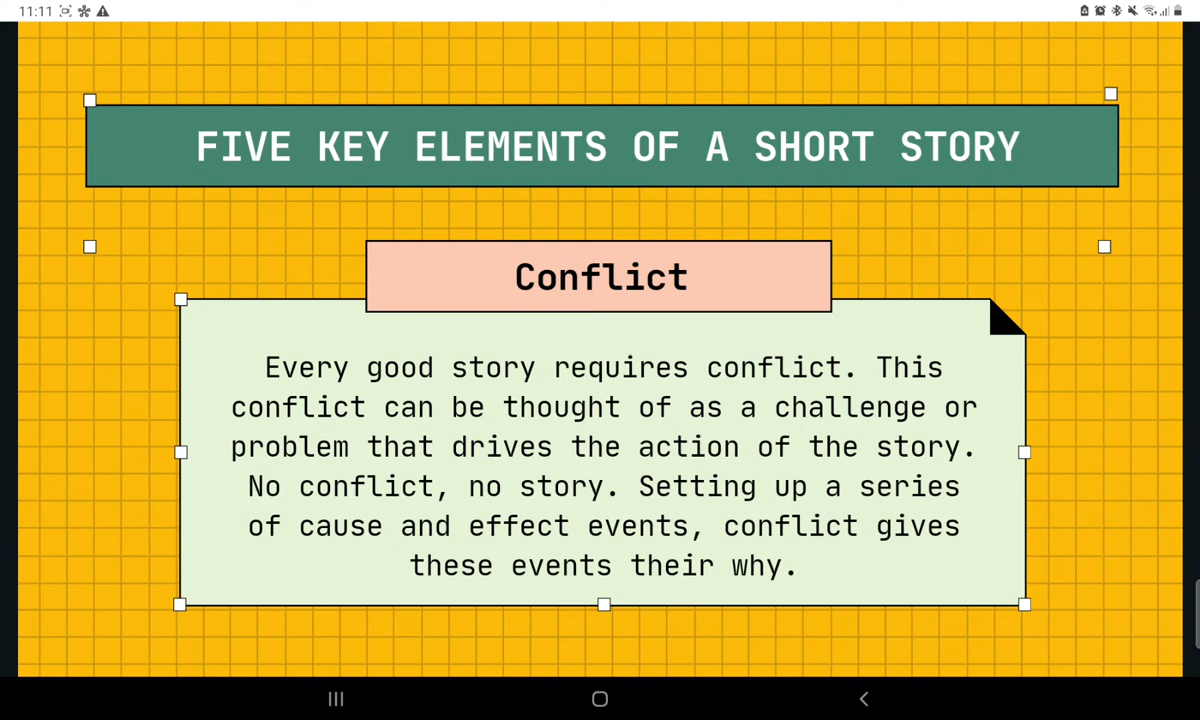 11:11
FIVE KEY ELEMENTS OF A SHORT STORY
Conflict
Every good story requires conflict. This
conflict can be thought of as a challenge or
problem that drives the action of the story.
No conflict, no story. Setting up a series
of cause and effect events, conflict gives
these events their why.